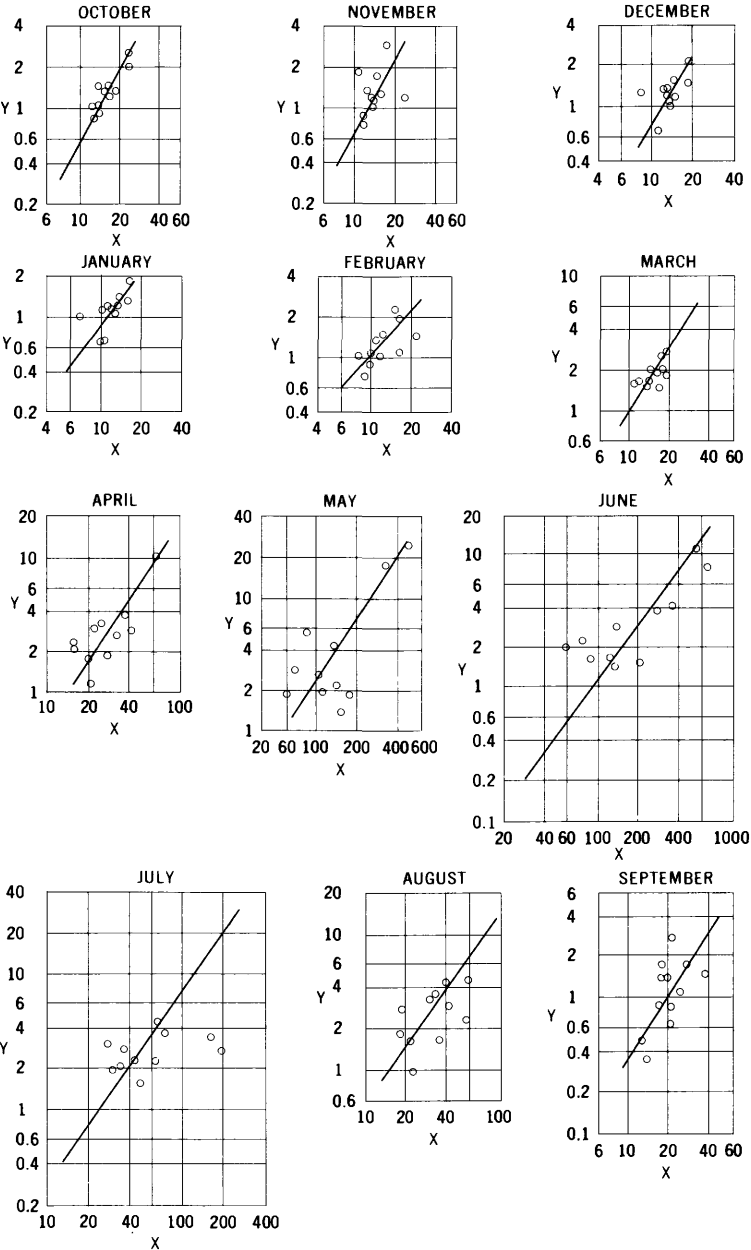 OCTOBER NOVEMBER DECEMBER
4 4 4
2 2 2
Y 1 Y 1 Y 1
0.6 0.6 0.6
0.4 0.4 0.4
0.2 0.2
4 6 10 20 40
X
6 10 20 40 60 6 10 20 40 60
X X
JANUARY FEBRUARY MARCH
2 4 10
6
1 2 4
Y 0.6 Y 1 Y 2
0.4 0.6 1
0.2 0.4 0.6
4 6 10 20 40 4 6 10 20 40 6 10 20 40 60
X X X
APRIL MAY JUNE
20 40 20
10 20 10
6 10 6
Y 4 Y 6 4
2 4 Y 2
1 2 1
10 20 40 100 1 0.6
X 20 60 100 200 400 600 0.4
X 0.2
0.1
20 40 60 100 200 400 1000
X
JULY AUGUST SEPTEMBER
40 20 6
20 10 4
10 6 2
6 Y 4 1
4 2 Y 0.6
Y 2 1 0.4
1 0.6 0.1
0.6 10 20 40 100 6 10 20 40 60
0.4 X X
0.2
10 20 40 100 200 400
X